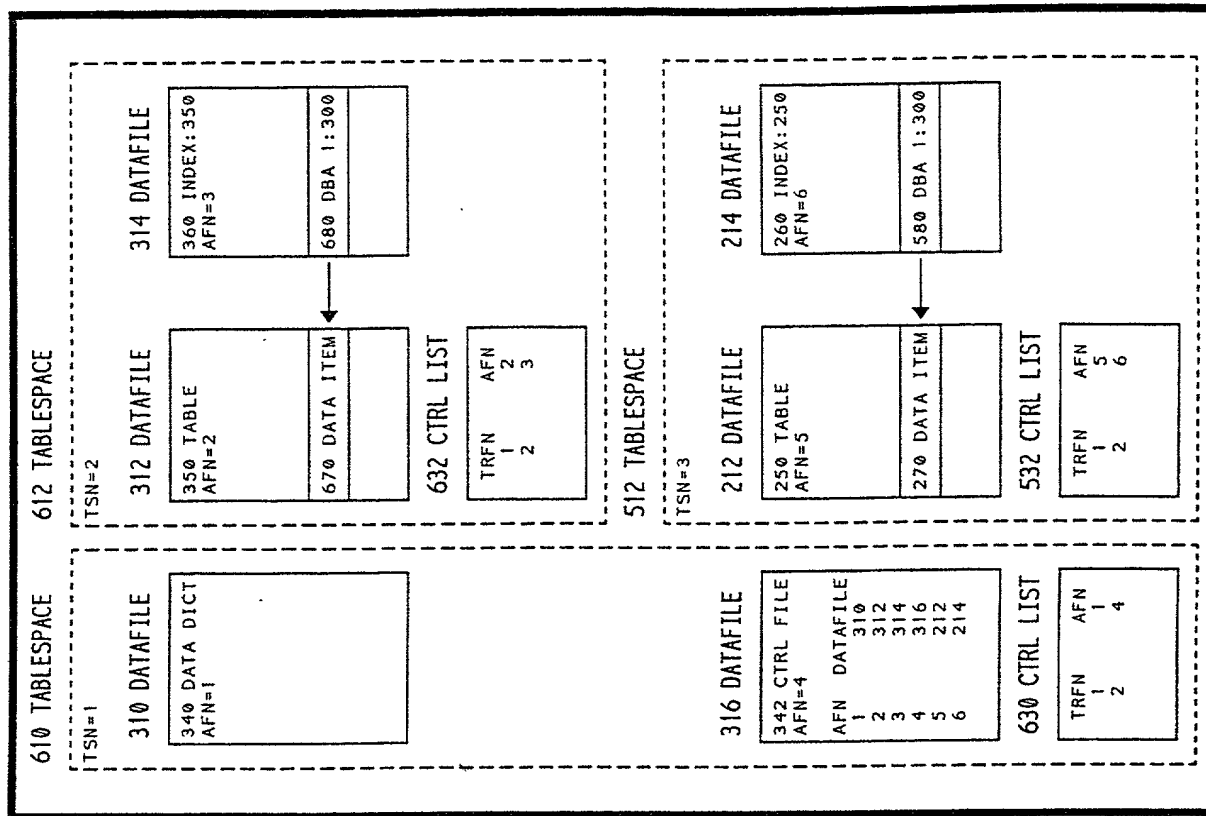 610 TABLESPACE
TSN=1
310 DATAFILE
340 DATA DICT
AFN=1
316 DATAFILE
342 CTRL FILE
AFN=4
AFN DATAFILE
1 310
2 312
3 314
4 316
5 212
6 214
630 CTRL LIST
TRFN AFN
1 1
2 4
612 TABLESPACE
TSN=2
312 DATAFILE
350 TABLE
AFN=2
670 DATA ITEM
314 DATAFILE
360 INDEX:350
AFN=3
680 DBA 1:300
632 CTRL LIST
TRFN AFN
1 2
2 3
512 TABLESPACE
TSN=3
212 DATAFILE
250 TABLE
AFN=5
270 DATA ITEM
214 DATAFILE
260 INDEX:250
AFN=6
580 DBA 1:300
532 CTRL LIST
TRFN AFN
1 5
2 6